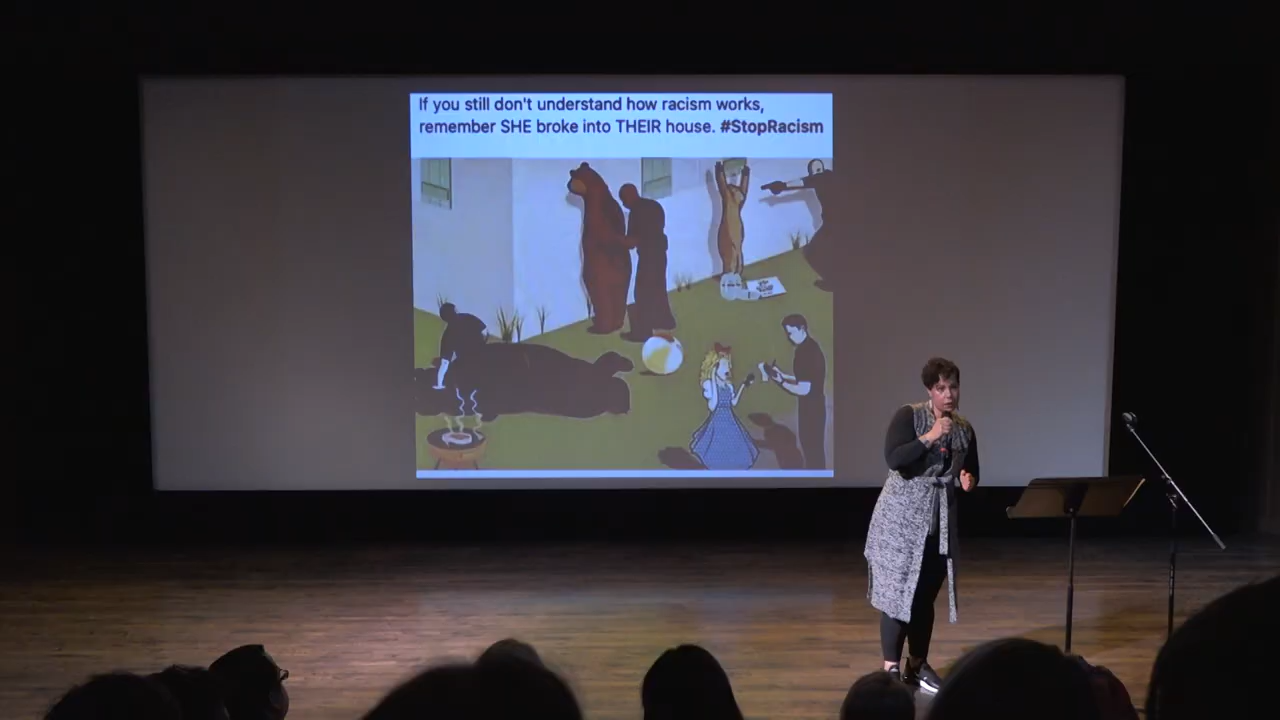 If you still don't understand how racism works,
remember SHE broke into THEIR house. #StopRacism